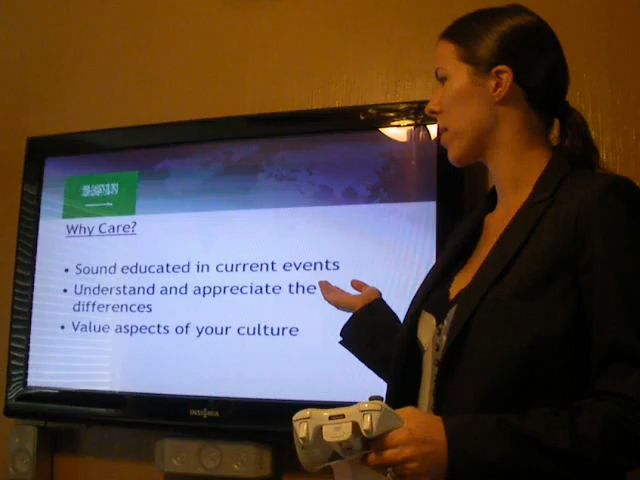 Why Care?
• Sound educated in current events
• Understand and appreciate the
differences
• Value aspects of your culture
INSIGNIA